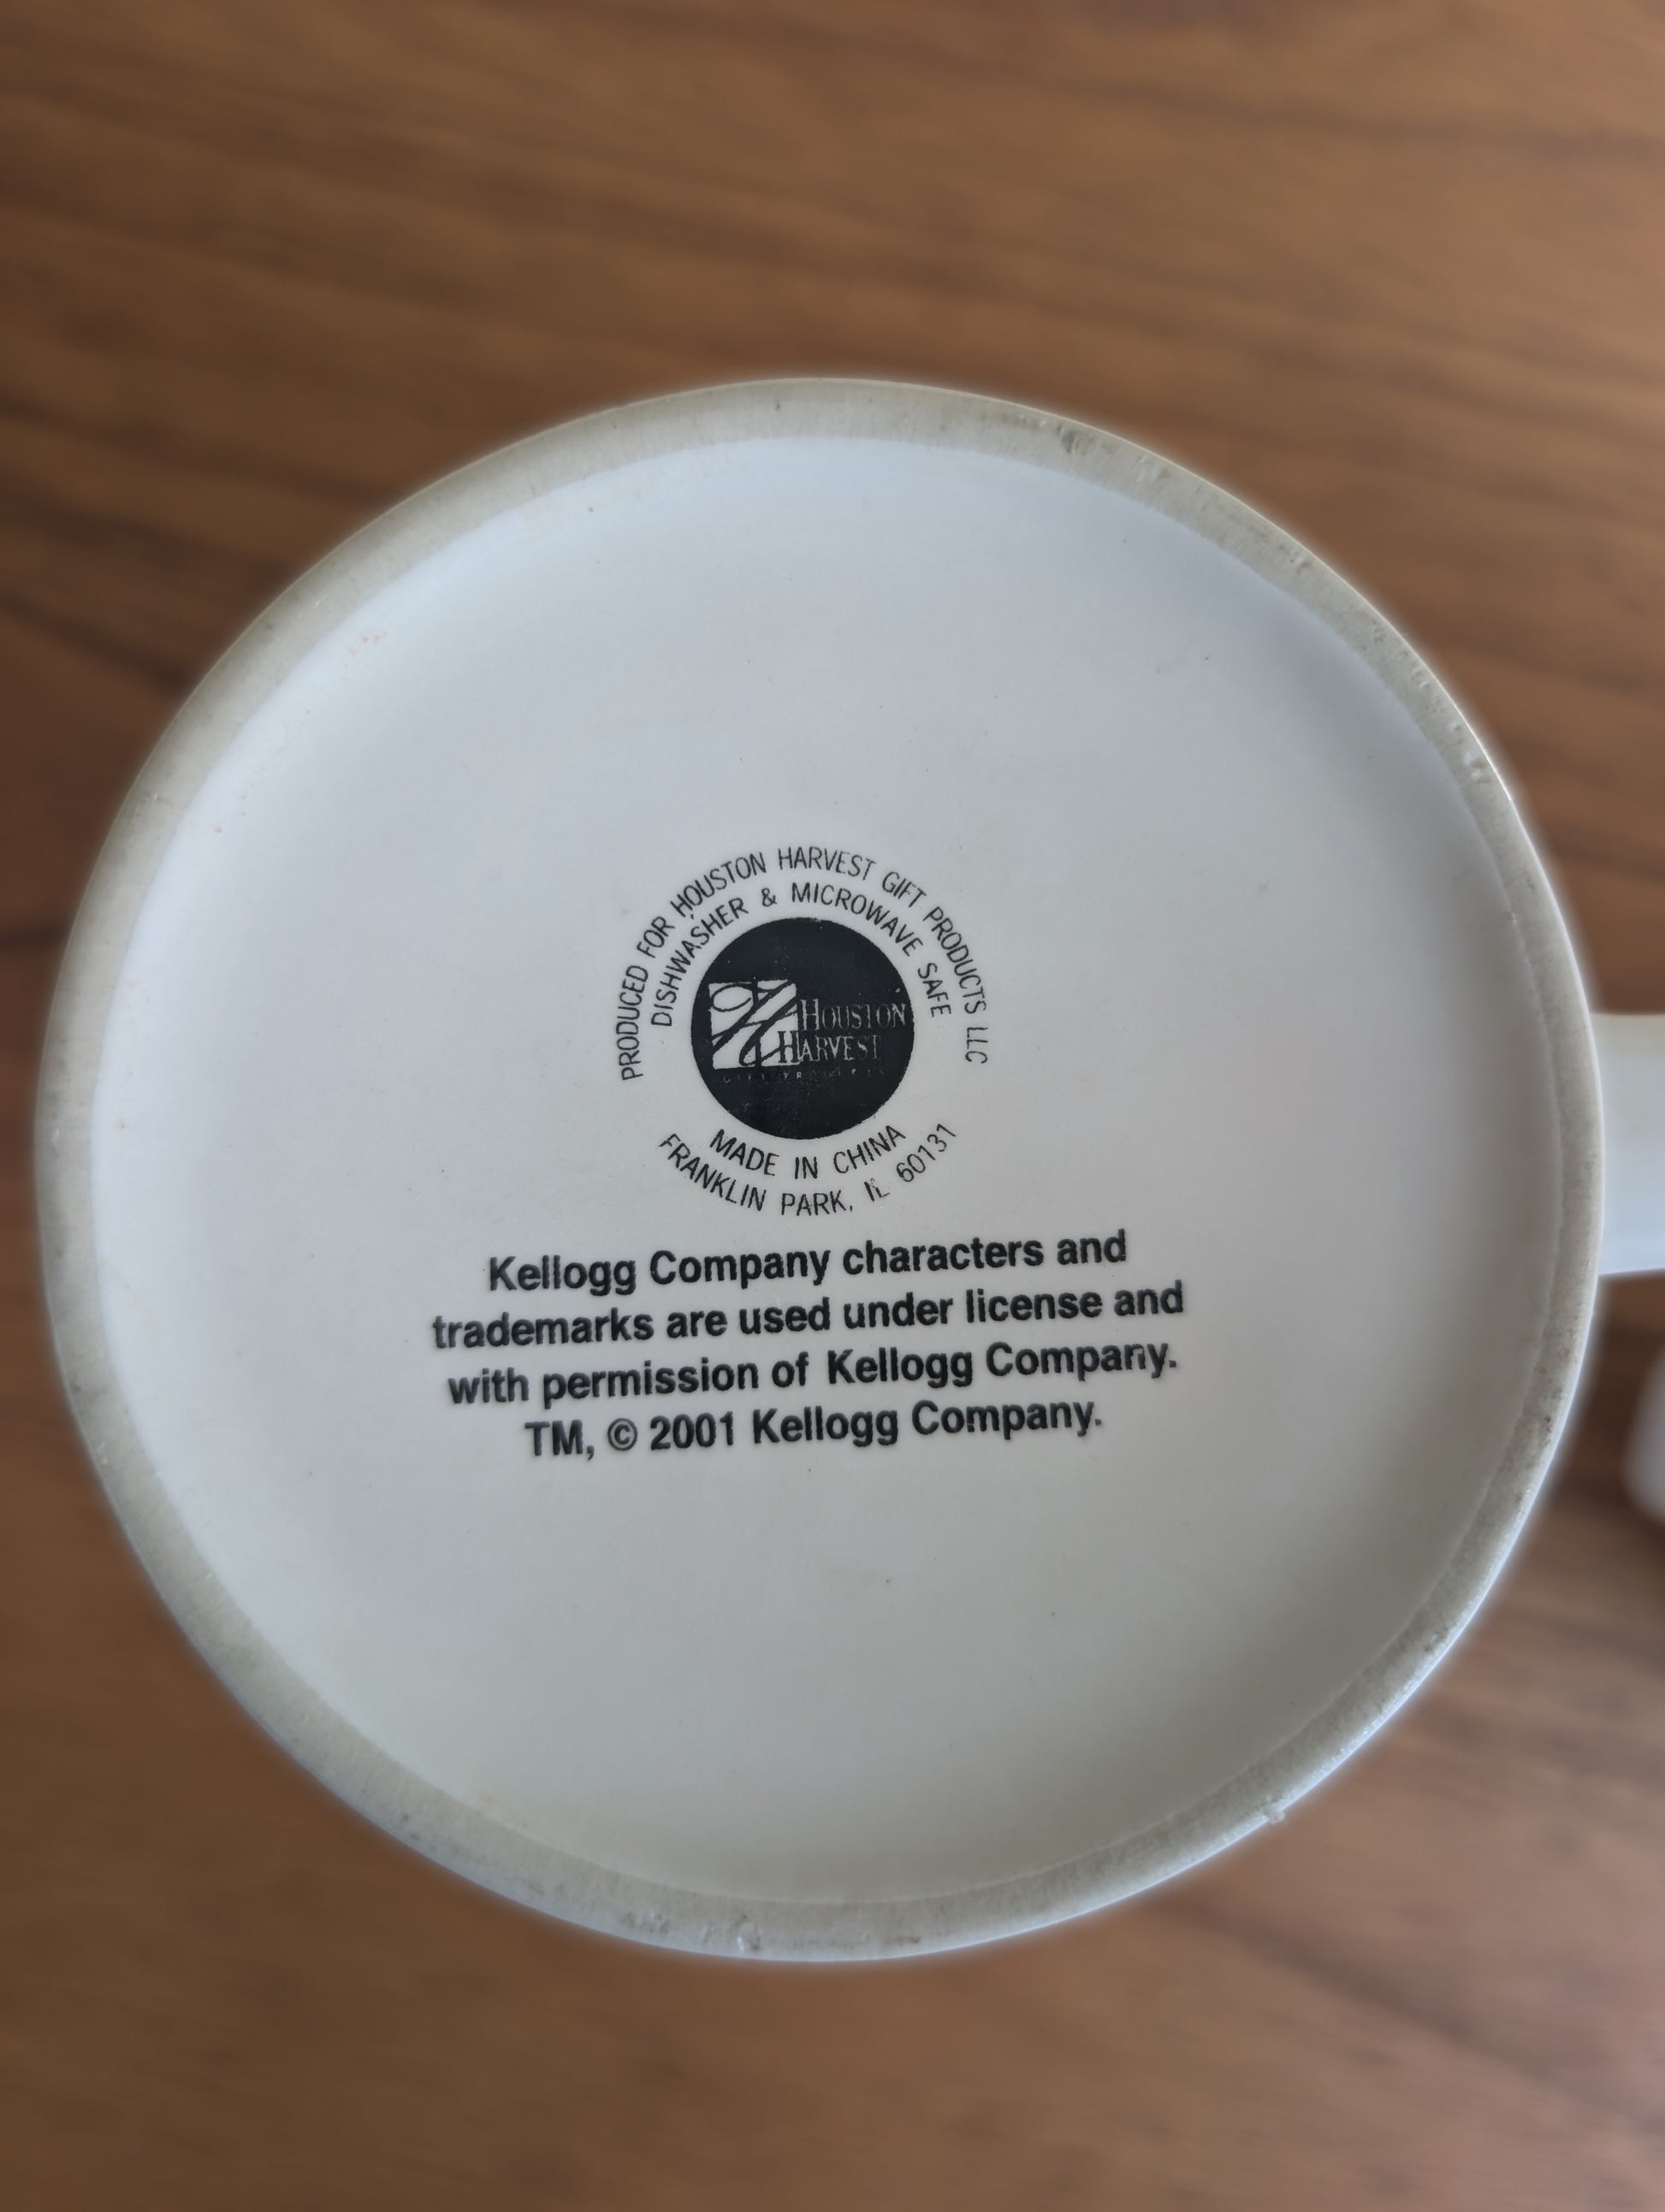 PRODUCED FOR HOUSTON HARVEST GIFT PRODUCTS LLC
DISHWASHER & MICROWAVE SAFE
HOUSTON
HARVEST
MADE IN CHINA
FRANKLIN PARK, IL 60131
Kellogg Company characters and
trademarks are used under license and
with permission of Kellogg Company.
TM, © 2001 Kellogg Company.